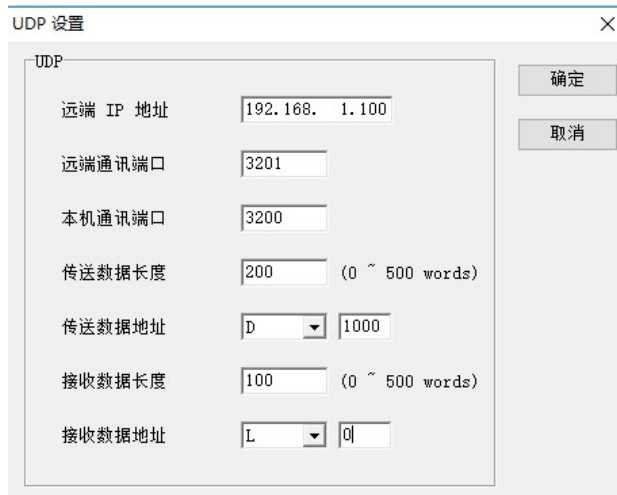 UDP 设置
UDP
确定
远端 IP 地址 192.168. 1.100
取消
远端通讯端口 3201
本机通讯端口 3200
传送数据长度 200 (0 ~ 500 words)
传送数据地址 D 1000
接收数据长度 100 (0 ~ 500 words)
接收数据地址 L 0